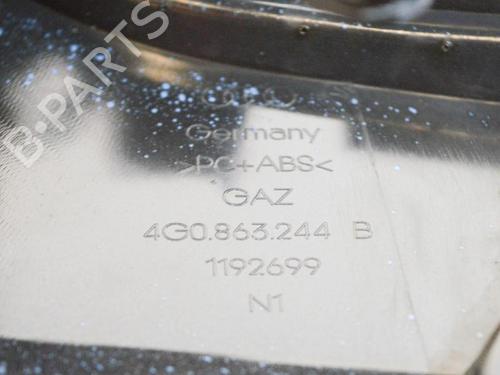 B-PARTS
Germany
>PC+ABS<
GAZ
4G0.863.244 B
1192699
N1